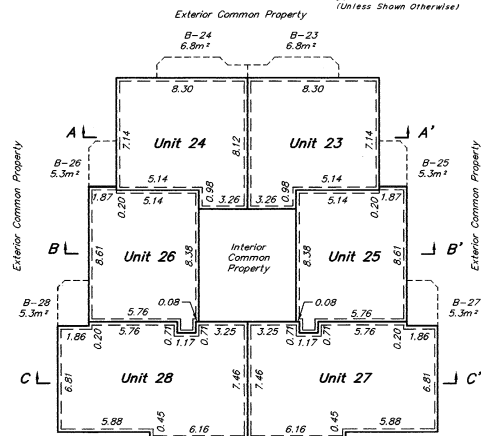 (Unless Shown Otherwise)
Exterior Common Property
B-24
6.8m²
B-23
6.8m²
8.30
8.30
A
A'
7.14
Unit 24
8.12
Unit 23
7.14
Exterior Common Property
B-26
5.3m²
5.14
0.98
3.26
3.26
0.98
5.14
B-25
5.3m²
Exterior Common Property
1.87
0.20
5.14
5.14
0.20
1.87
B
B'
8.61
Unit 26
8.38
Interior
Common
Property
8.38
Unit 25
8.61
B-28
5.3m²
5.76
0.08
0.08
5.76
B-27
5.3m²
1.86
0.20
5.76
0.71
1.17
0.71
3.25
3.25
0.71
1.17
0.71
5.76
0.20
1.86
C
C'
6.81
Unit 28
7.46
7.46
Unit 27
6.81
5.88
0.45
6.16
6.16
0.45
5.88